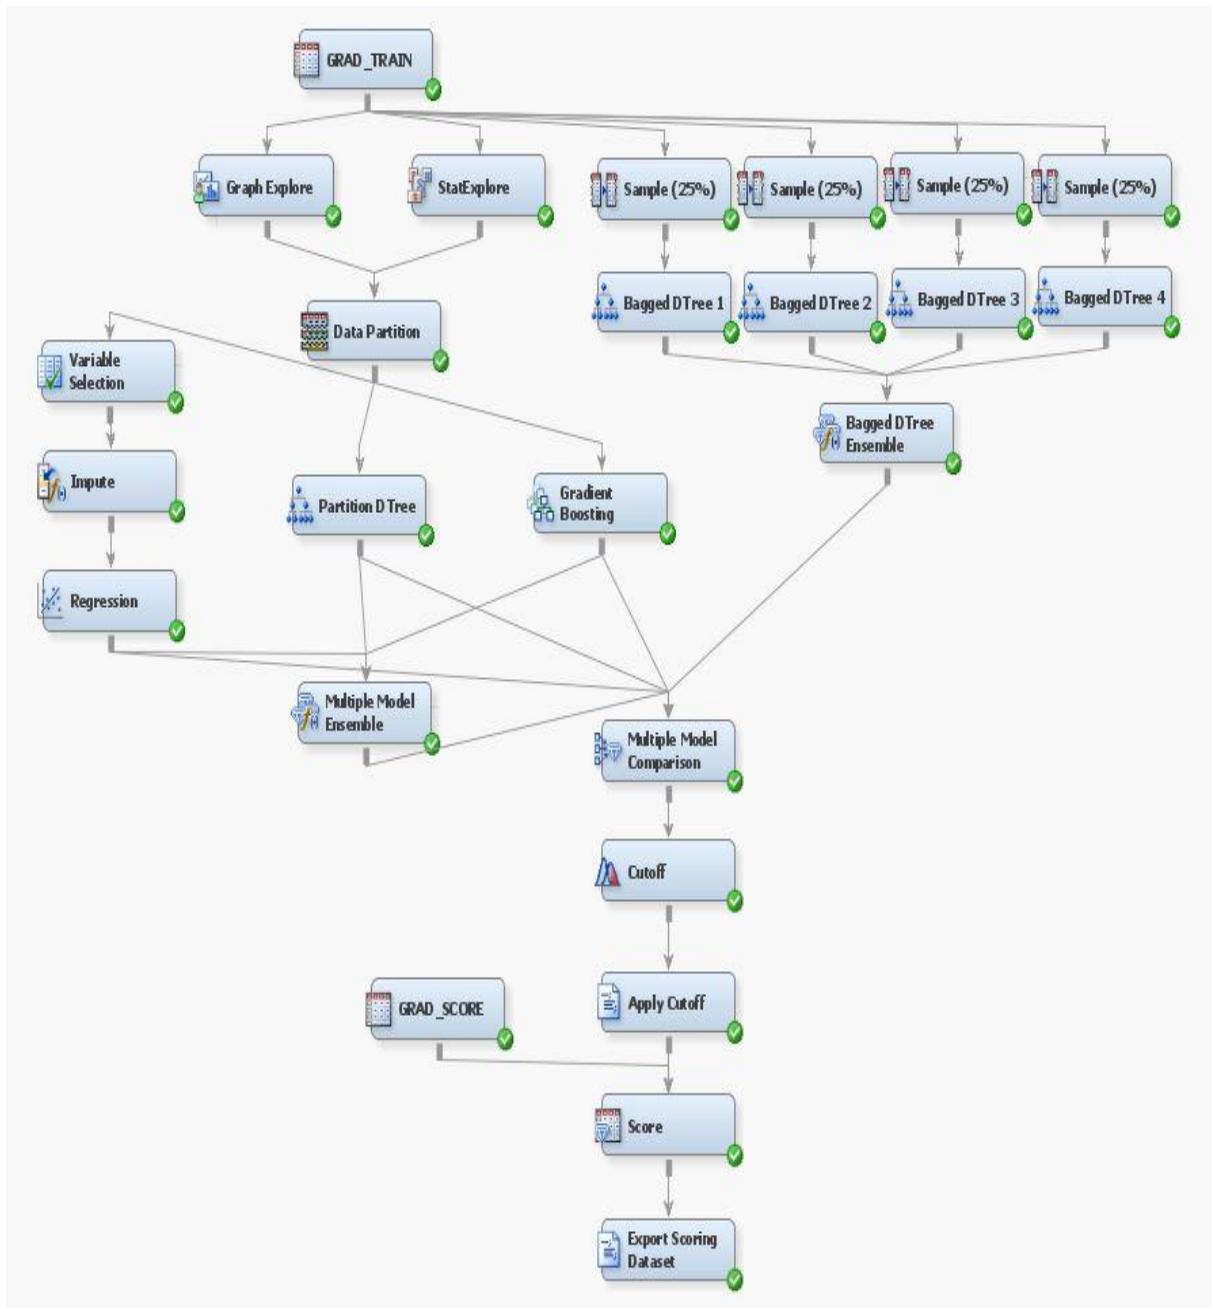 GRAD_TRAIN
Graph Explore
StatExplore
Sample (25%)
Sample (25%)
Sample (25%)
Sample (25%)
Bagged DTree 1
Bagged DTree 2
Bagged DTree 3
Bagged DTree 4
Data Partition
Variable
Selection
Bagged DTree
Ensemble
Impute
Partition DTree
Gradient
Boosting
Regression
Multiple Model
Ensemble
Multiple Model
Comparison
Cutoff
GRAD_SCORE
Apply Cutoff
Score
Export Scoring
Dataset